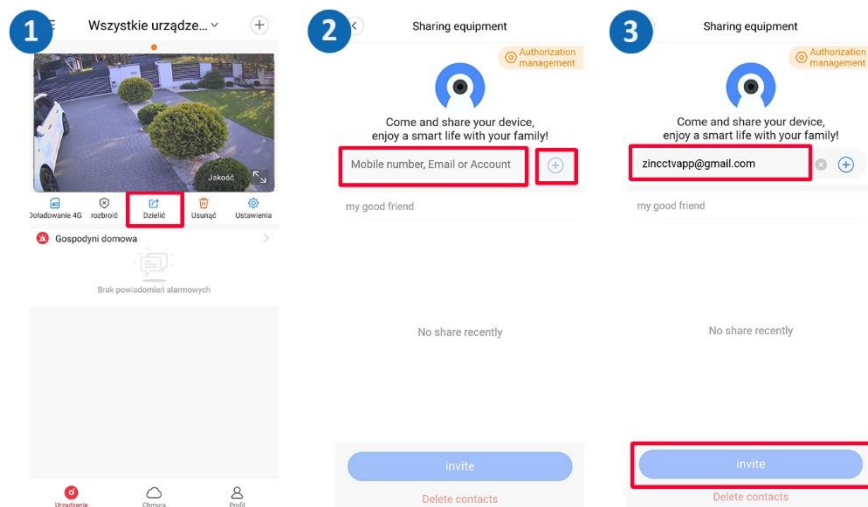 1
Wszystkie urządze...
Jakość
4G
Doładowanie 4G
rozbroić
Dzielić
Usunąć
Ustawienia
Gospodyni domowa
Brak powiadomień alarmowych
Urządzenie
Chmura
Profil
2
Sharing equipment
Authorization
management
Come and share your device,
enjoy a smart life with your family!
Mobile number, Email or Account
my good friend
No share recently
invite
Delete contacts
3
Sharing equipment
Authorization
management
Come and share your device,
enjoy a smart life with your family!
zincctvapp@gmail.com
my good friend
No share recently
invite
Delete contacts